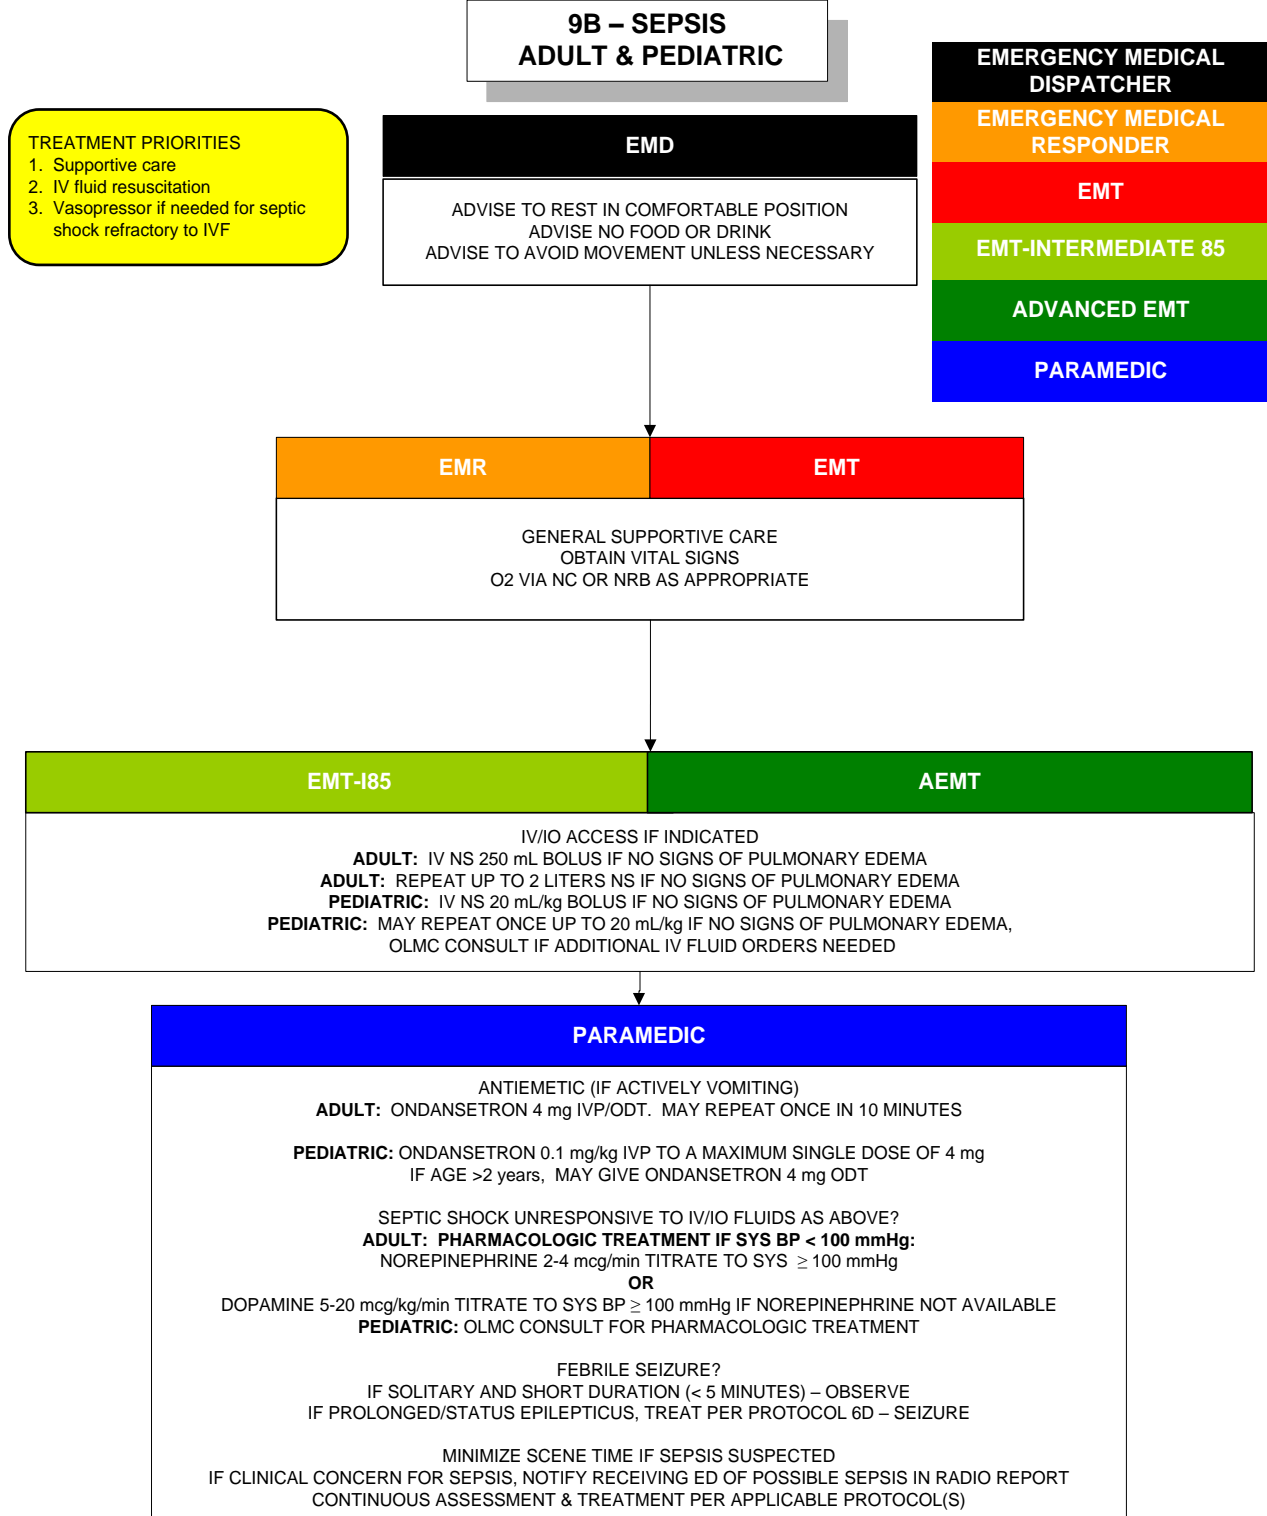 9B – SEPSIS
ADULT & PEDIATRIC
EMERGENCY MEDICAL
DISPATCHER
EMERGENCY MEDICAL
RESPONDER
EMT
EMT-INTERMEDIATE 85
ADVANCED EMT
PARAMEDIC
TREATMENT PRIORITIES
1. Supportive care
2. IV fluid resuscitation
3. Vasopressor if needed for septic
shock refractory to IVF
EMD
ADVISE TO REST IN COMFORTABLE POSITION
ADVISE NO FOOD OR DRINK
ADVISE TO AVOID MOVEMENT UNLESS NECESSARY
EMR
EMT
GENERAL SUPPORTIVE CARE
OBTAIN VITAL SIGNS
O2 VIA NC OR NRB AS APPROPRIATE
EMT-I85
AEMT
IV/IO ACCESS IF INDICATED
ADULT: IV NS 250 mL BOLUS IF NO SIGNS OF PULMONARY EDEMA
ADULT: REPEAT UP TO 2 LITERS NS IF NO SIGNS OF PULMONARY EDEMA
PEDIATRIC: IV NS 20 mL/kg BOLUS IF NO SIGNS OF PULMONARY EDEMA
PEDIATRIC: MAY REPEAT ONCE UP TO 20 mL/kg IF NO SIGNS OF PULMONARY EDEMA,
OLMC CONSULT IF ADDITIONAL IV FLUID ORDERS NEEDED
PARAMEDIC
ANTIEMETIC (IF ACTIVELY VOMITING)
ADULT: ONDANSETRON 4 mg IVP/ODT. MAY REPEAT ONCE IN 10 MINUTES
PEDIATRIC: ONDANSETRON 0.1 mg/kg IVP TO A MAXIMUM SINGLE DOSE OF 4 mg
IF AGE >2 years, MAY GIVE ONDANSETRON 4 mg ODT
SEPTIC SHOCK UNRESPONSIVE TO IV/IO FLUIDS AS ABOVE?
ADULT: PHARMACOLOGIC TREATMENT IF SYS BP < 100 mmHg:
NOREPINEPHRINE 2-4 mcg/min TITRATE TO SYS ≥ 100 mmHg
OR
DOPAMINE 5-20 mcg/kg/min TITRATE TO SYS BP ≥ 100 mmHg IF NOREPINEPHRINE NOT AVAILABLE
PEDIATRIC: OLMC CONSULT FOR PHARMACOLOGIC TREATMENT
FEBRILE SEIZURE?
IF SOLITARY AND SHORT DURATION (< 5 MINUTES) – OBSERVE
IF PROLONGED/STATUS EPILEPTICUS, TREAT PER PROTOCOL 6D – SEIZURE
MINIMIZE SCENE TIME IF SEPSIS SUSPECTED
IF CLINICAL CONCERN FOR SEPSIS, NOTIFY RECEIVING ED OF POSSIBLE SEPSIS IN RADIO REPORT
CONTINUOUS ASSESSMENT & TREATMENT PER APPLICABLE PROTOCOL(S)